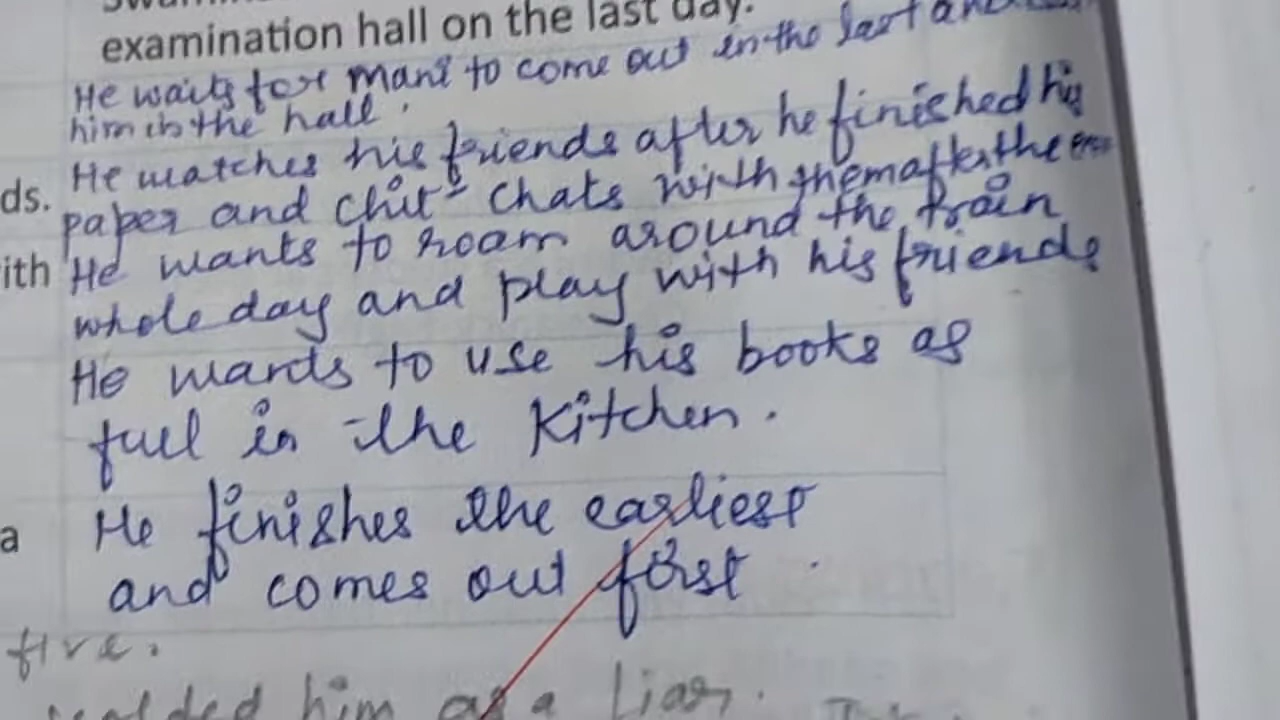 examination hall on the last day.
He waits for Mani to come out in the last and
him in the hall.
He watches his friends after he finished his
ds. paper and chit - chats with them after the
ith He wants to roam around the train
whole day and play with his friends
He wants to use his books as
fuel in the kitchen.
He finishes the earliest
a
and comes out first.
fire.
him as a liar.